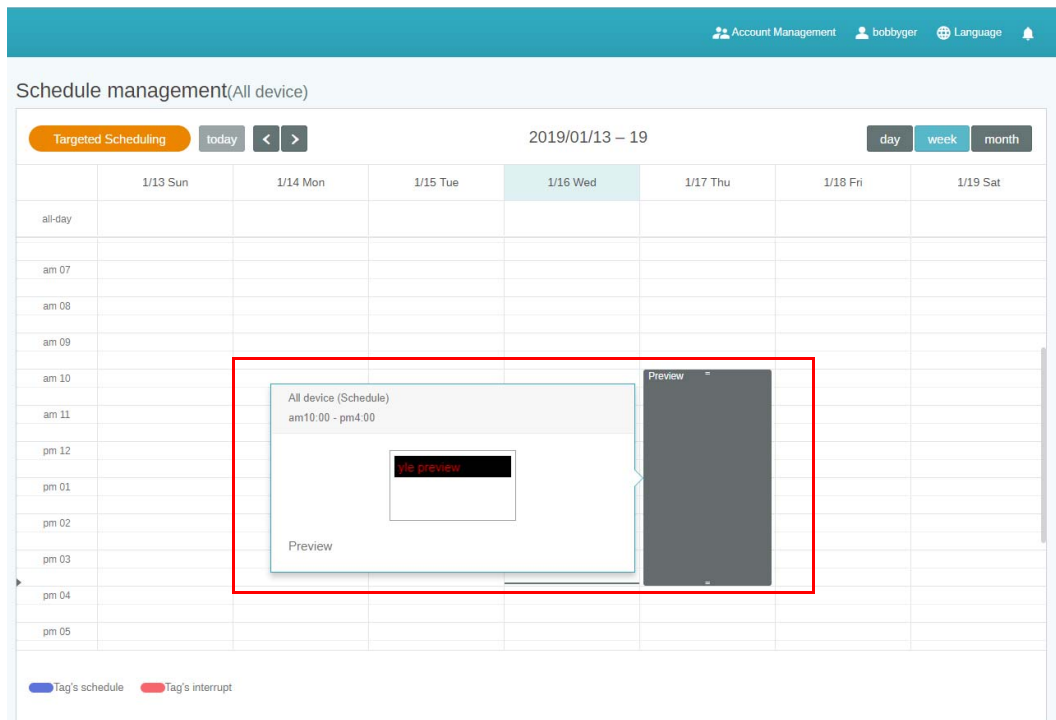 Account Management bobbyger Language
Schedule management(All device)
Targeted Scheduling today < > 2019/01/13 – 19 day week month
1/13 Sun 1/14 Mon 1/15 Tue 1/16 Wed 1/17 Thu 1/18 Fri 1/19 Sat
all-day
am 07
am 08
am 09
am 10
Preview =
All device (Schedule)
am10:00 - pm4:00
am 11
pm 12
yle preview
pm 01
pm 02
Preview
pm 03
=
pm 04
pm 05
Tag's schedule Tag's interrupt